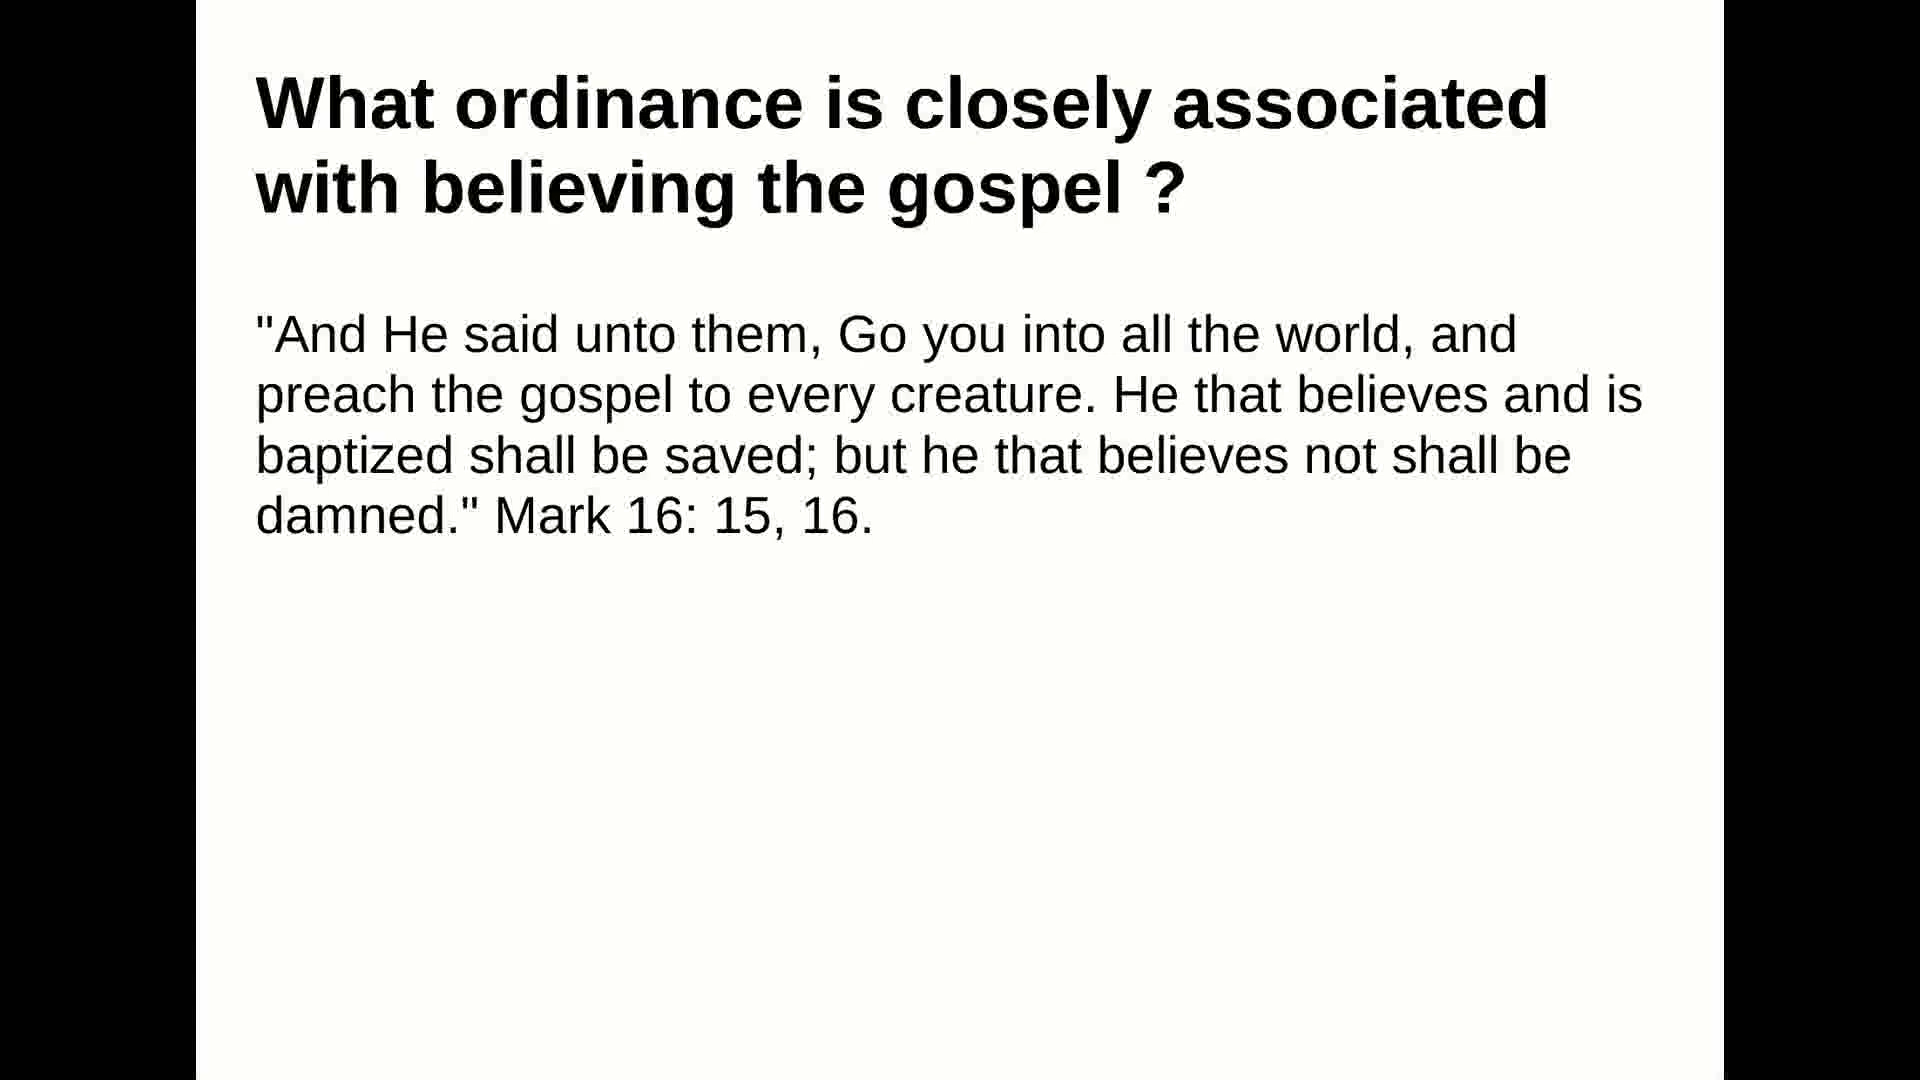 What ordinance is closely associated
with believing the gospel ?
"And He said unto them, Go you into all the world, and
preach the gospel to every creature. He that believes and is
baptized shall be saved; but he that believes not shall be
damned." Mark 16: 15, 16.